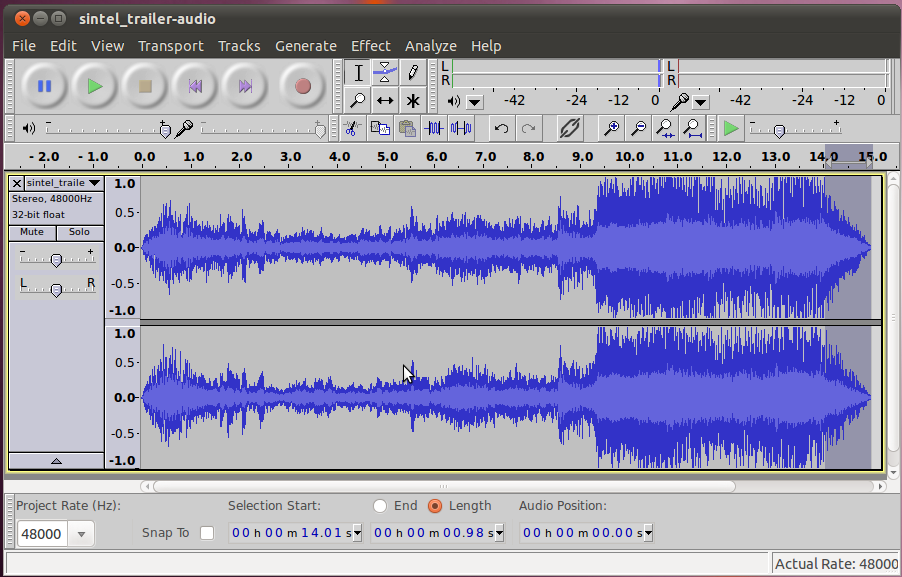 sintel_trailer-audio
File Edit View Transport Tracks Generate Effect Analyze Help
L L
R R
-42 -24 -12 0 -42 -24 -12 0
- 2.0 - 1.0 0.0 1.0 2.0 3.0 4.0 5.0 6.0 7.0 8.0 9.0 10.0 11.0 12.0 13.0 14.0 15.0
sintel_traile
Stereo, 48000Hz
32-bit float
Mute Solo
- +
L R
1.0
0.5-
0.0-
-0.5-
-1.0
1.0
0.5-
0.0-
-0.5-
-1.0
Project Rate (Hz): Selection Start: End Length Audio Position:
48000 Snap To 00 h 00 m 14.01 s 00 h 00 m 00.98 s 00 h 00 m 00.00 s
Actual Rate: 48000